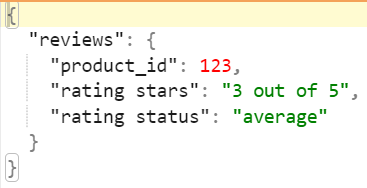 {
  "reviews": {
    "product_id": 123,
    "rating stars": "3 out of 5",
    "rating status": "average"
  }
}